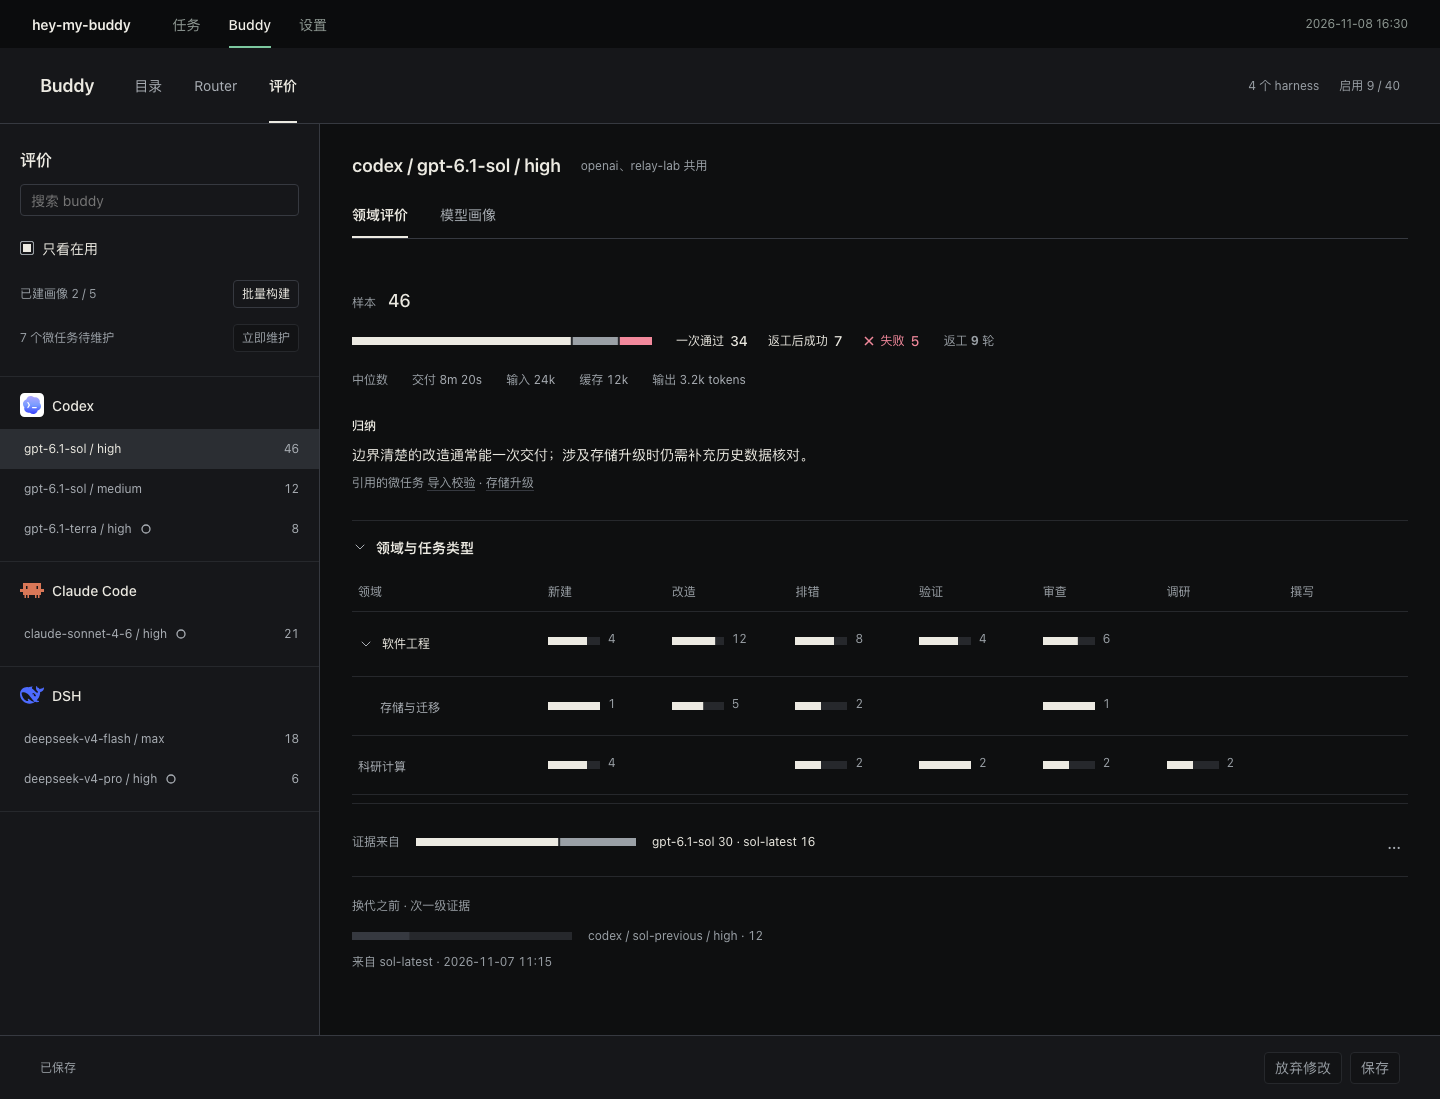 hey-my-buddy 任务 Buddy 设置 2026-11-08 16:30
Buddy 目录 Router 评价 4 个 harness 启用 9 / 40
评价
搜索 buddy
只看在用
已建画像 2 / 5 批量构建
7 个微任务待维护 立即维护
Codex
gpt-6.1-sol / high 46
gpt-6.1-sol / medium 12
gpt-6.1-terra / high 8
Claude Code
claude-sonnet-4-6 / high 21
DSH
deepseek-v4-flash / max 18
deepseek-v4-pro / high 6
codex / gpt-6.1-sol / high openai、relay-lab 共用
领域评价 模型画像
样本 46
一次通过 34 返工后成功 7 失败 5 返工 9 轮
中位数 交付 8m 20s 输入 24k 缓存 12k 输出 3.2k tokens
归纳
边界清楚的改造通常能一次交付；涉及存储升级时仍需补充历史数据核对。
引用的微任务 导入校验 · 存储升级
领域与任务类型
领域 新建 改造 排错 验证 审查 调研 撰写
软件工程 4 12 8 4 6
存储与迁移 1 5 2 1
科研计算 4 2 2 2 2
证据来自 gpt-6.1-sol 30 · sol-latest 16 ...
换代之前 · 次一级证据
codex / sol-previous / high · 12
来自 sol-latest · 2026-11-07 11:15
已保存 放弃修改 保存